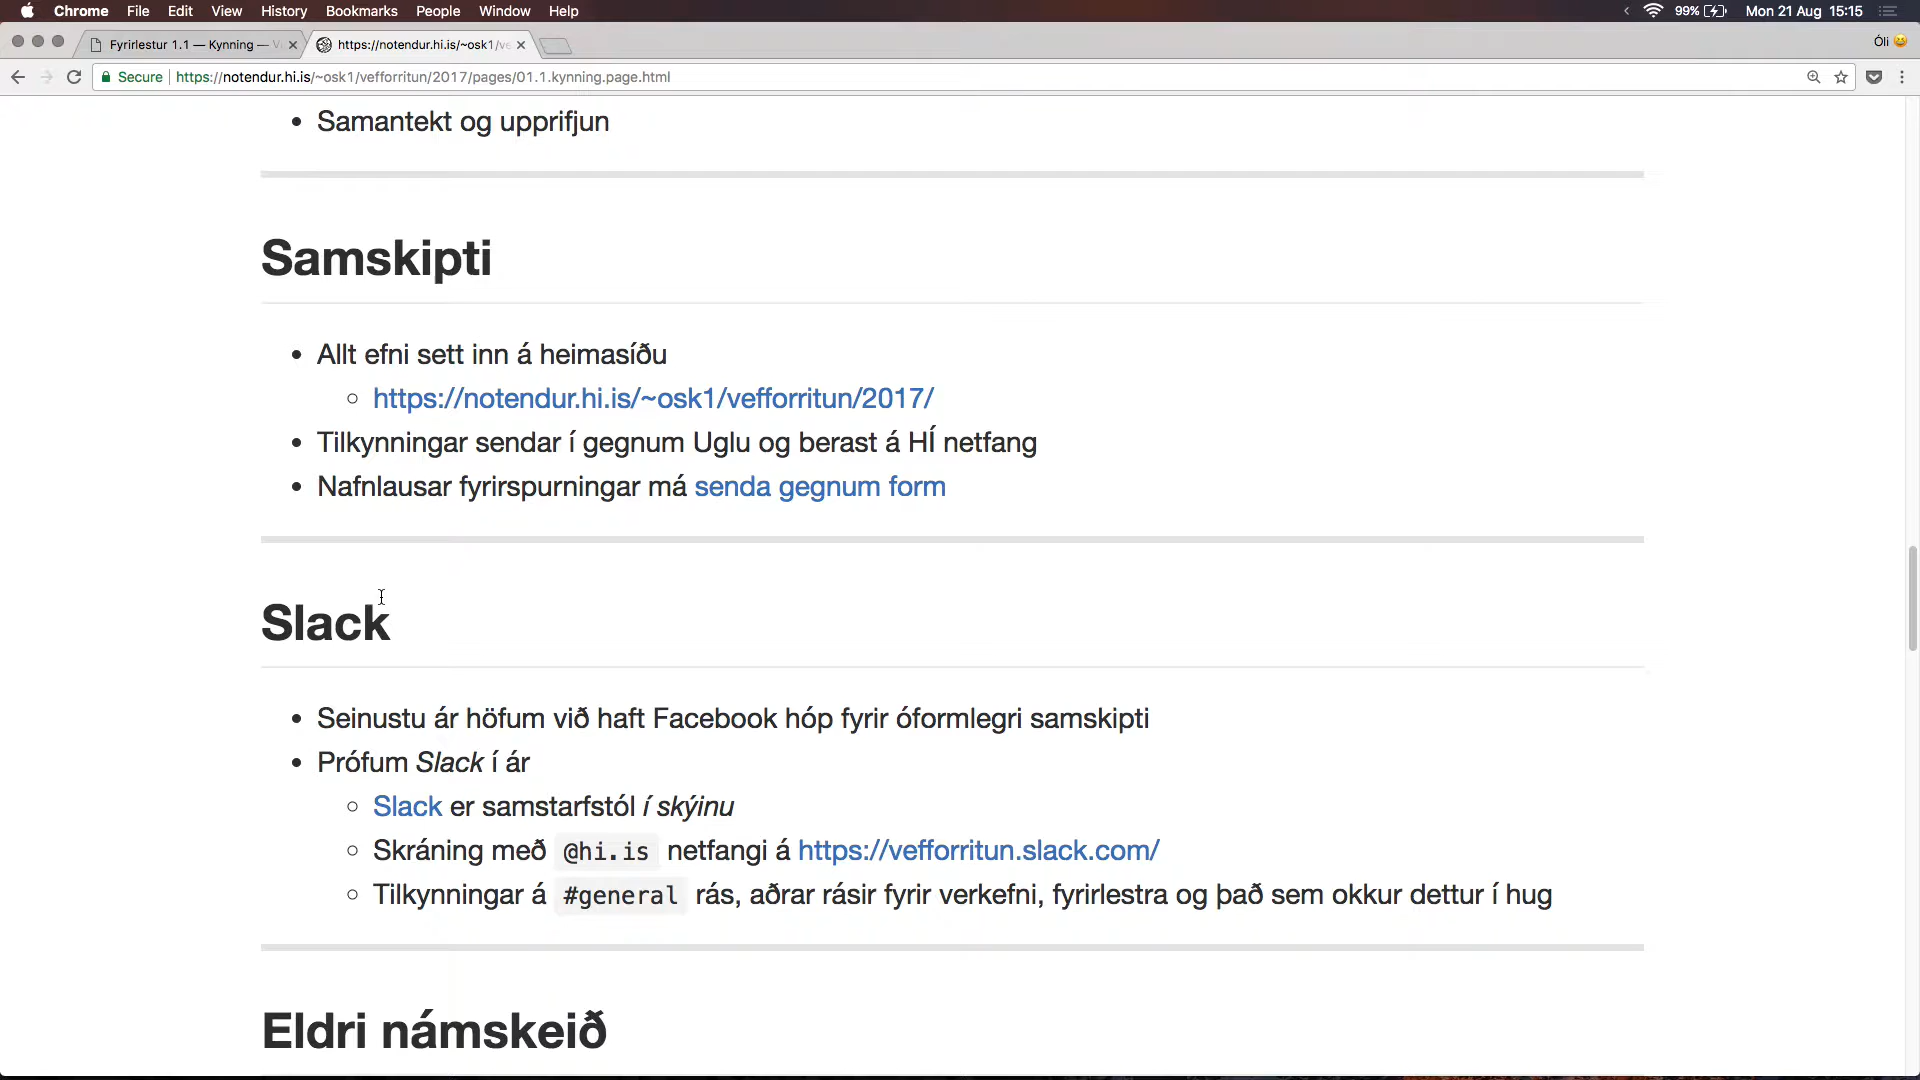 Chrome File Edit View History Bookmarks People Window Help 99% Mon 21 Aug 15:15
Fyrirlestur 1.1 — Kynning — https://notendur.hi.is/~osk1/ve Óli
Secure https://notendur.hi.is/~osk1/vefforritun/2017/pages/01.1.kynning.page.html
Samantekt og upprifjun
Samskipti
Allt efni sett inn á heimasíðu
https://notendur.hi.is/~osk1/vefforritun/2017/
Tilkynningar sendar í gegnum Uglu og berast á HÍ netfang
Nafnlausar fyrirspurningar má senda gegnum form
Slack
Seinustu ár höfum við haft Facebook hóp fyrir óformlegri samskipti
Prófum Slack í ár
Slack er samstarfstól í skýinu
Skráning með @hi.is netfangi á https://vefforritun.slack.com/
Tilkynningar á #general rás, aðrar rásir fyrir verkefni, fyrirlestra og það sem okkur dettur í hug
Eldri námskeið